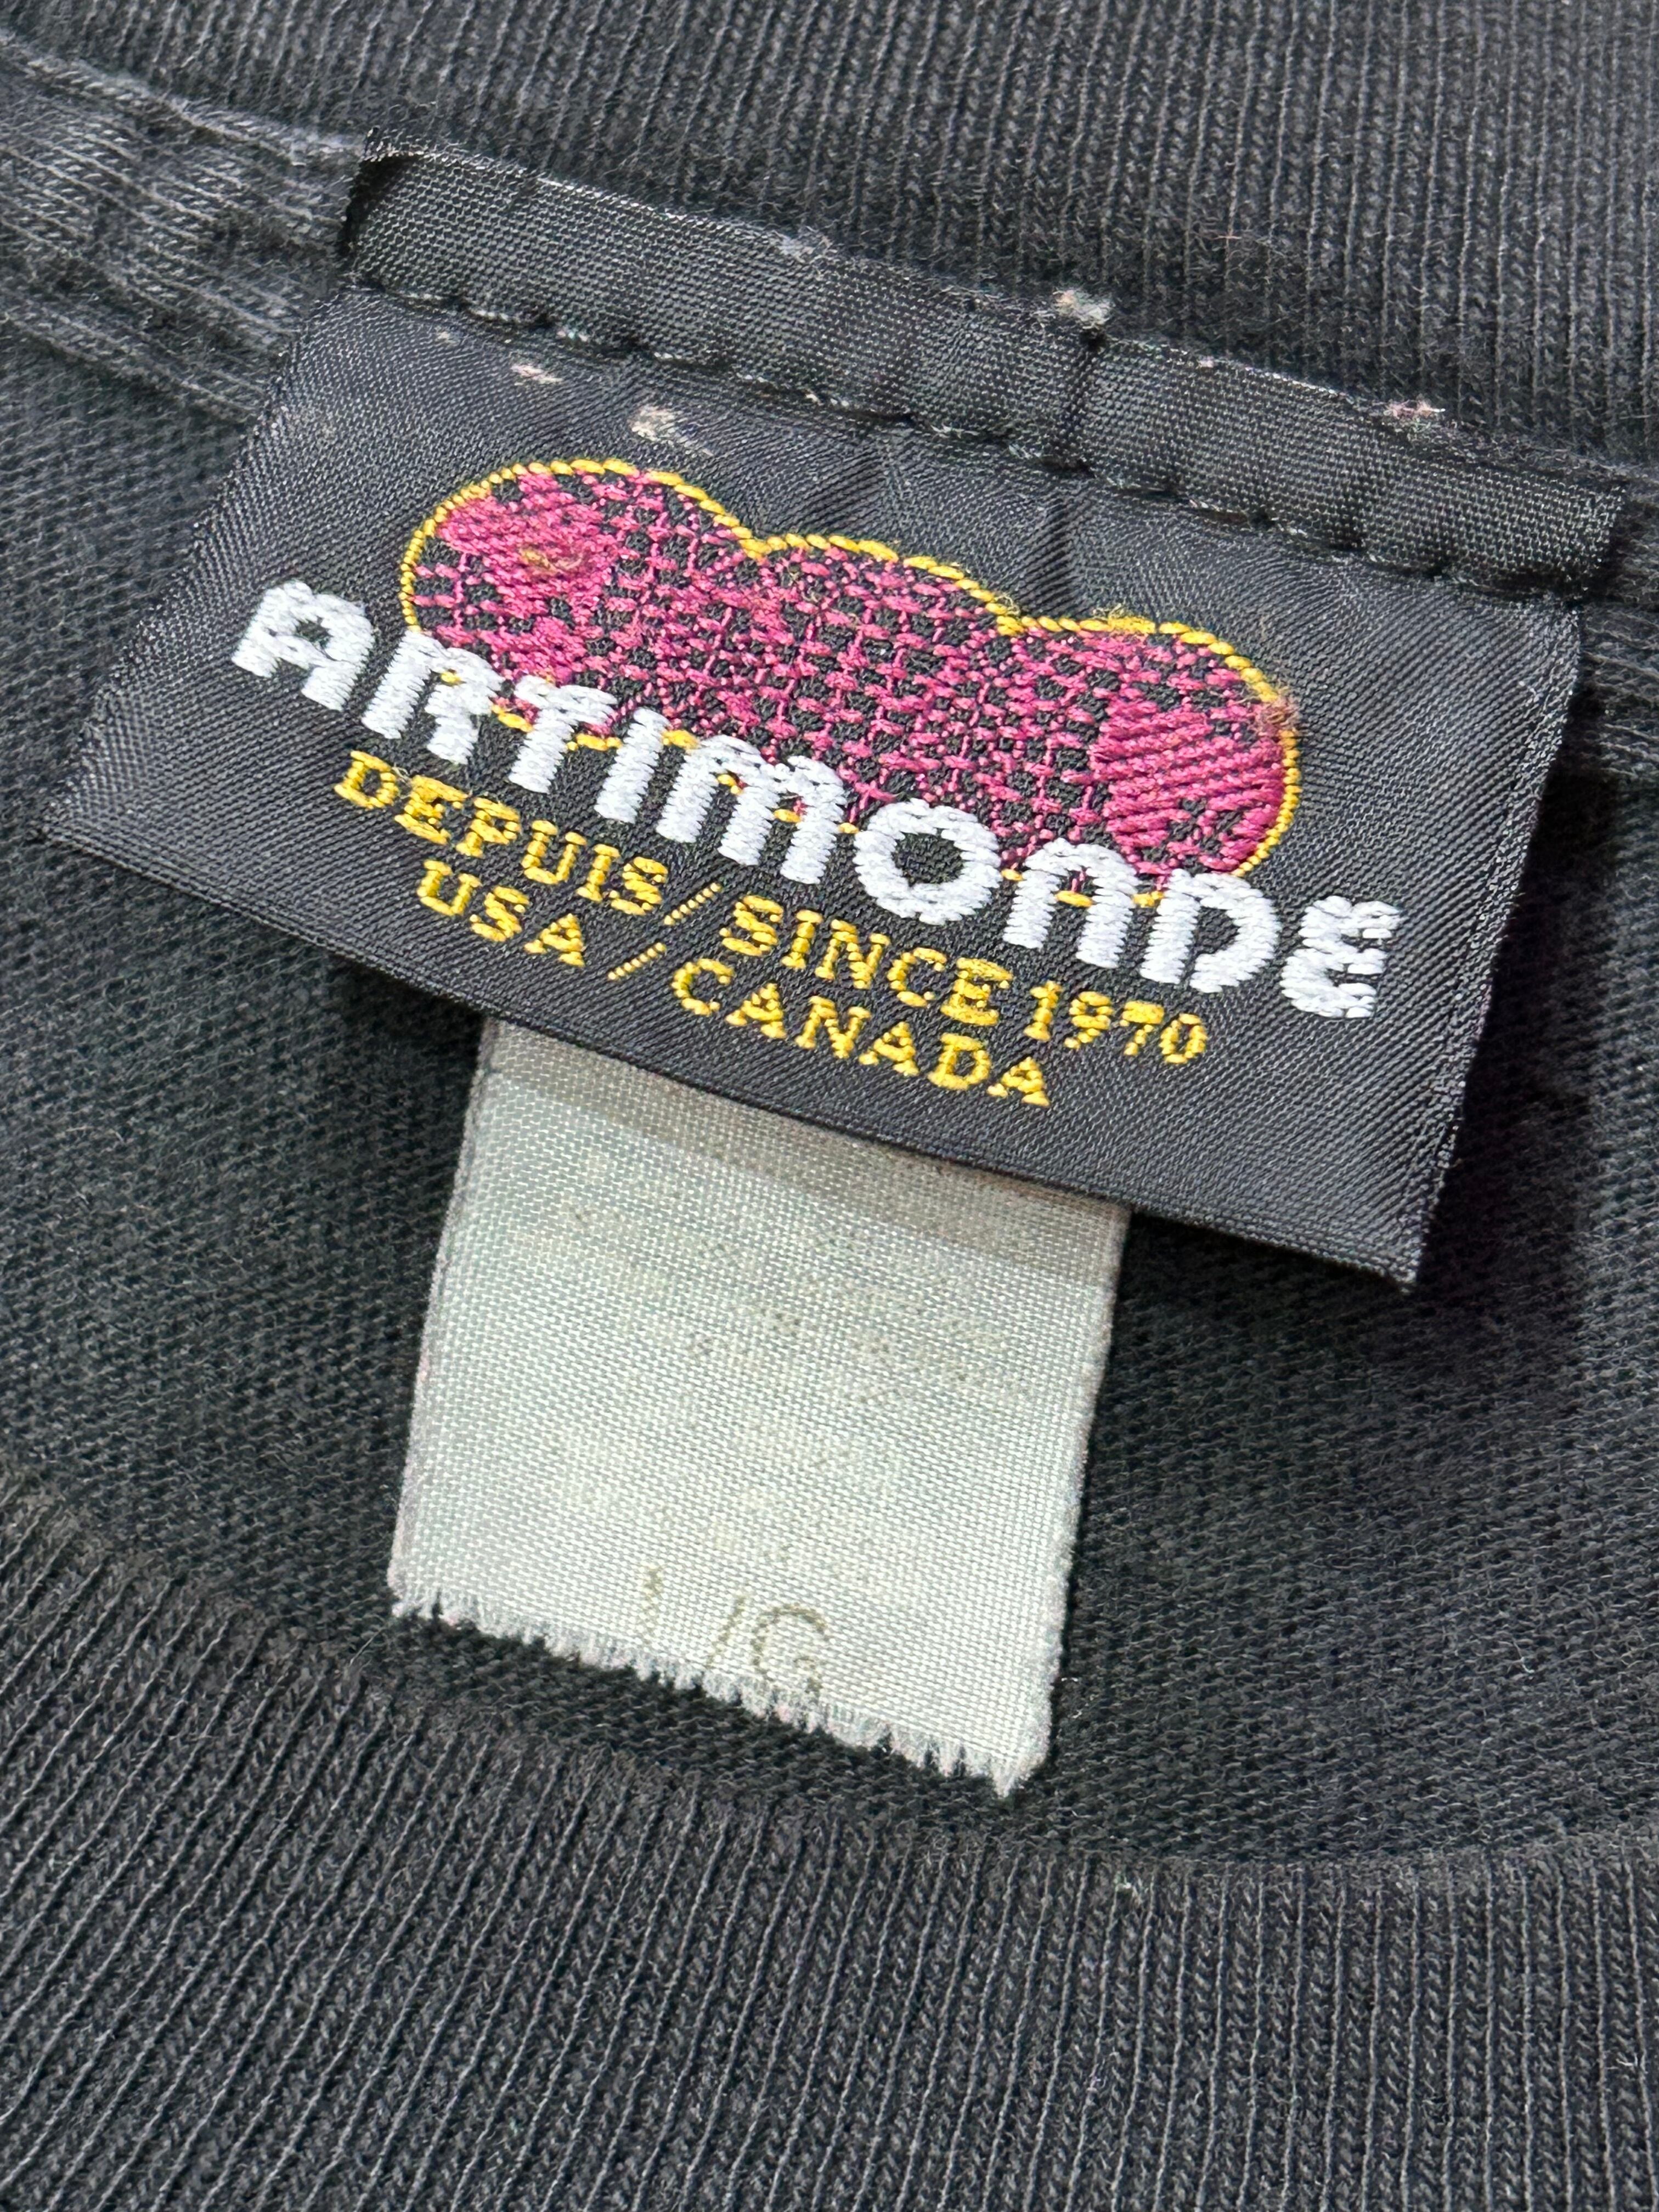 ARTIMONDE
DEPUIS/SINCE 1970
USA/CANADA
L/G